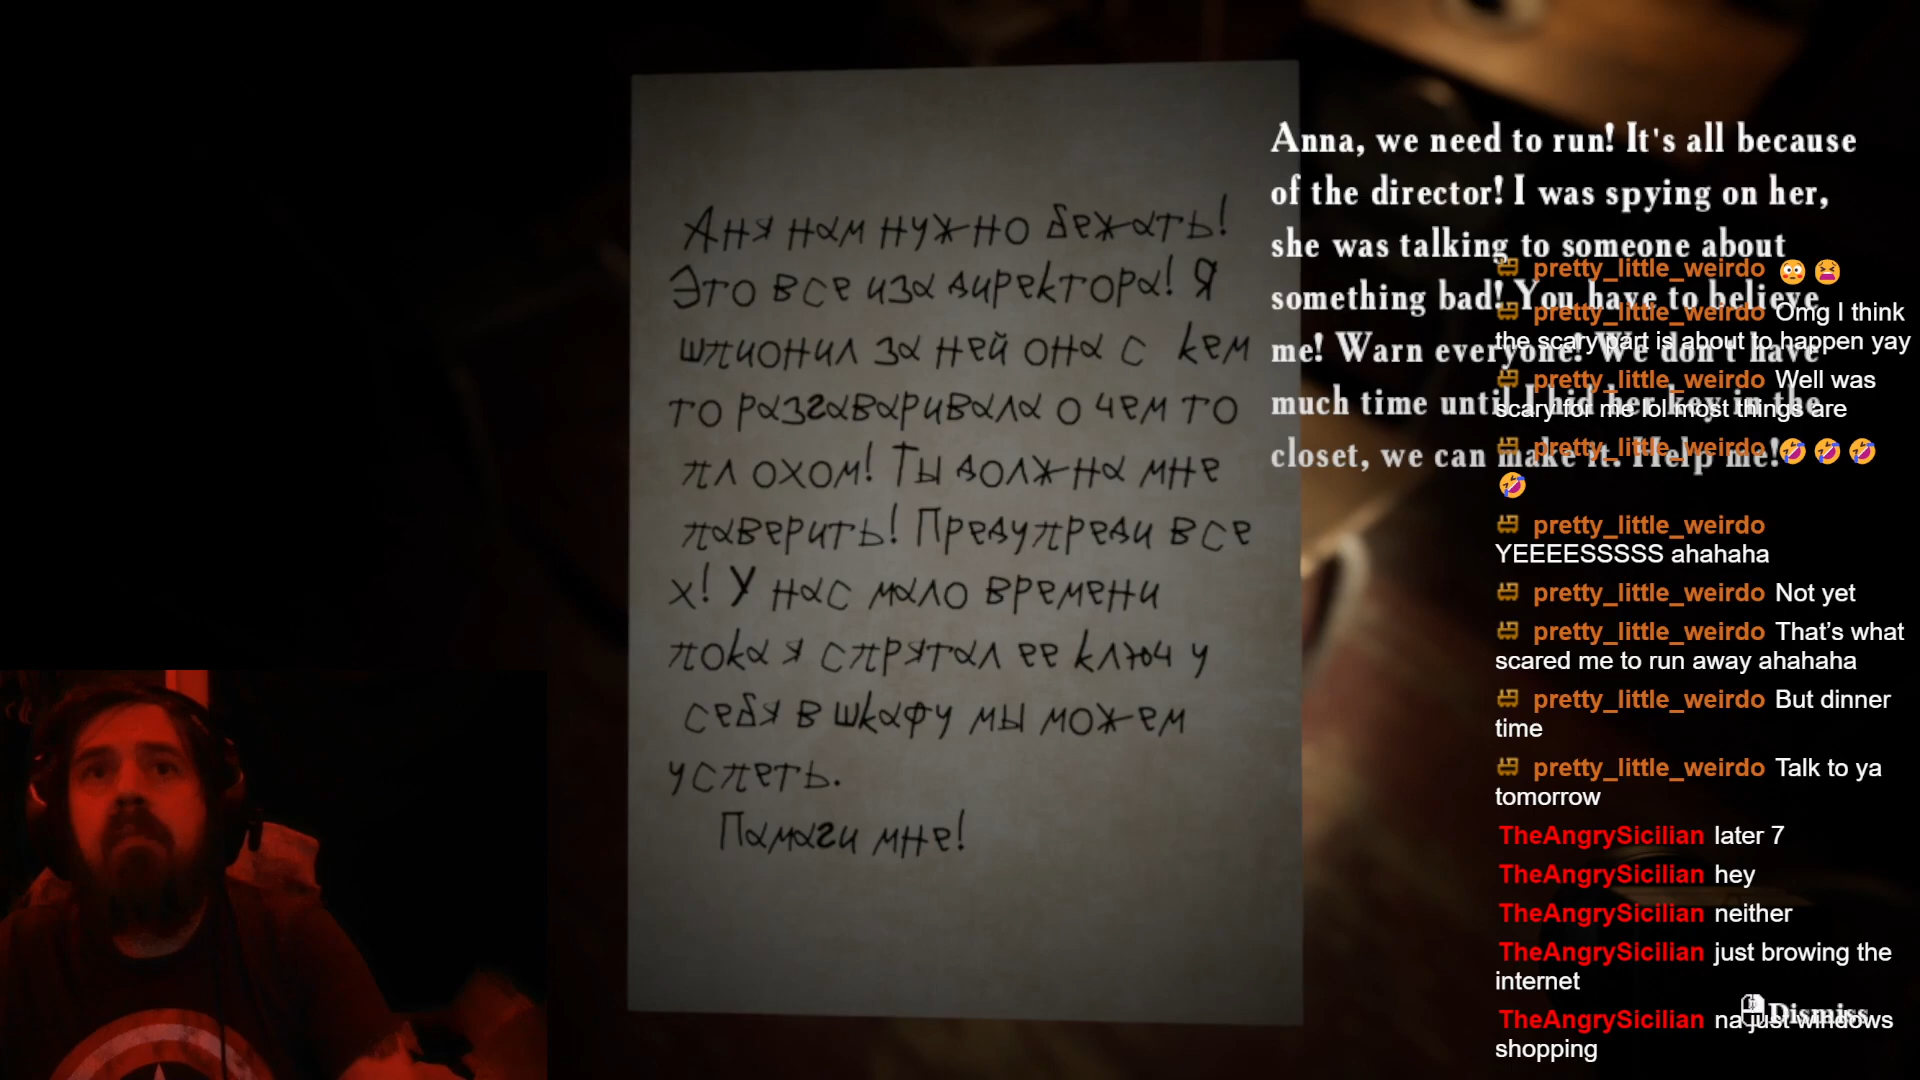 Аня нам нужно бежать!
Это все иза директора! Я
шпионил за ней она с кем
то разгаваривала о чем то
пл охом! Ты должна мне
паверить! Предупреди все
х! У нас мало времени
пока я спрятал ее ключ у
себя в шкафу мы можем
успеть.
Памаги мне!
Anna, we need to run! It's all because
of the director! I was spying on her,
she was talking to someone about
something bad! You have to believe
me! Warn everyone! We don't have
much time until I hid her key in the
closet, we can make it. Help me!
pretty_little_weirdo 😳 😫
pretty_little_weirdo Omg I think
the scary part is about to happen yay
pretty_little_weirdo Well was
scary for me lol most things are
pretty_little_weirdo 🤣 🤣 🤣
🤣
pretty_little_weirdo
YEEEESSSSS ahahaha
pretty_little_weirdo Not yet
pretty_little_weirdo That’s what
scared me to run away ahahaha
pretty_little_weirdo But dinner
time
pretty_little_weirdo Talk to ya
tomorrow
TheAngrySicilian later 7
TheAngrySicilian hey
TheAngrySicilian neither
TheAngrySicilian just browing the
internet
TheAngrySicilian na just windows
shopping
Dismiss